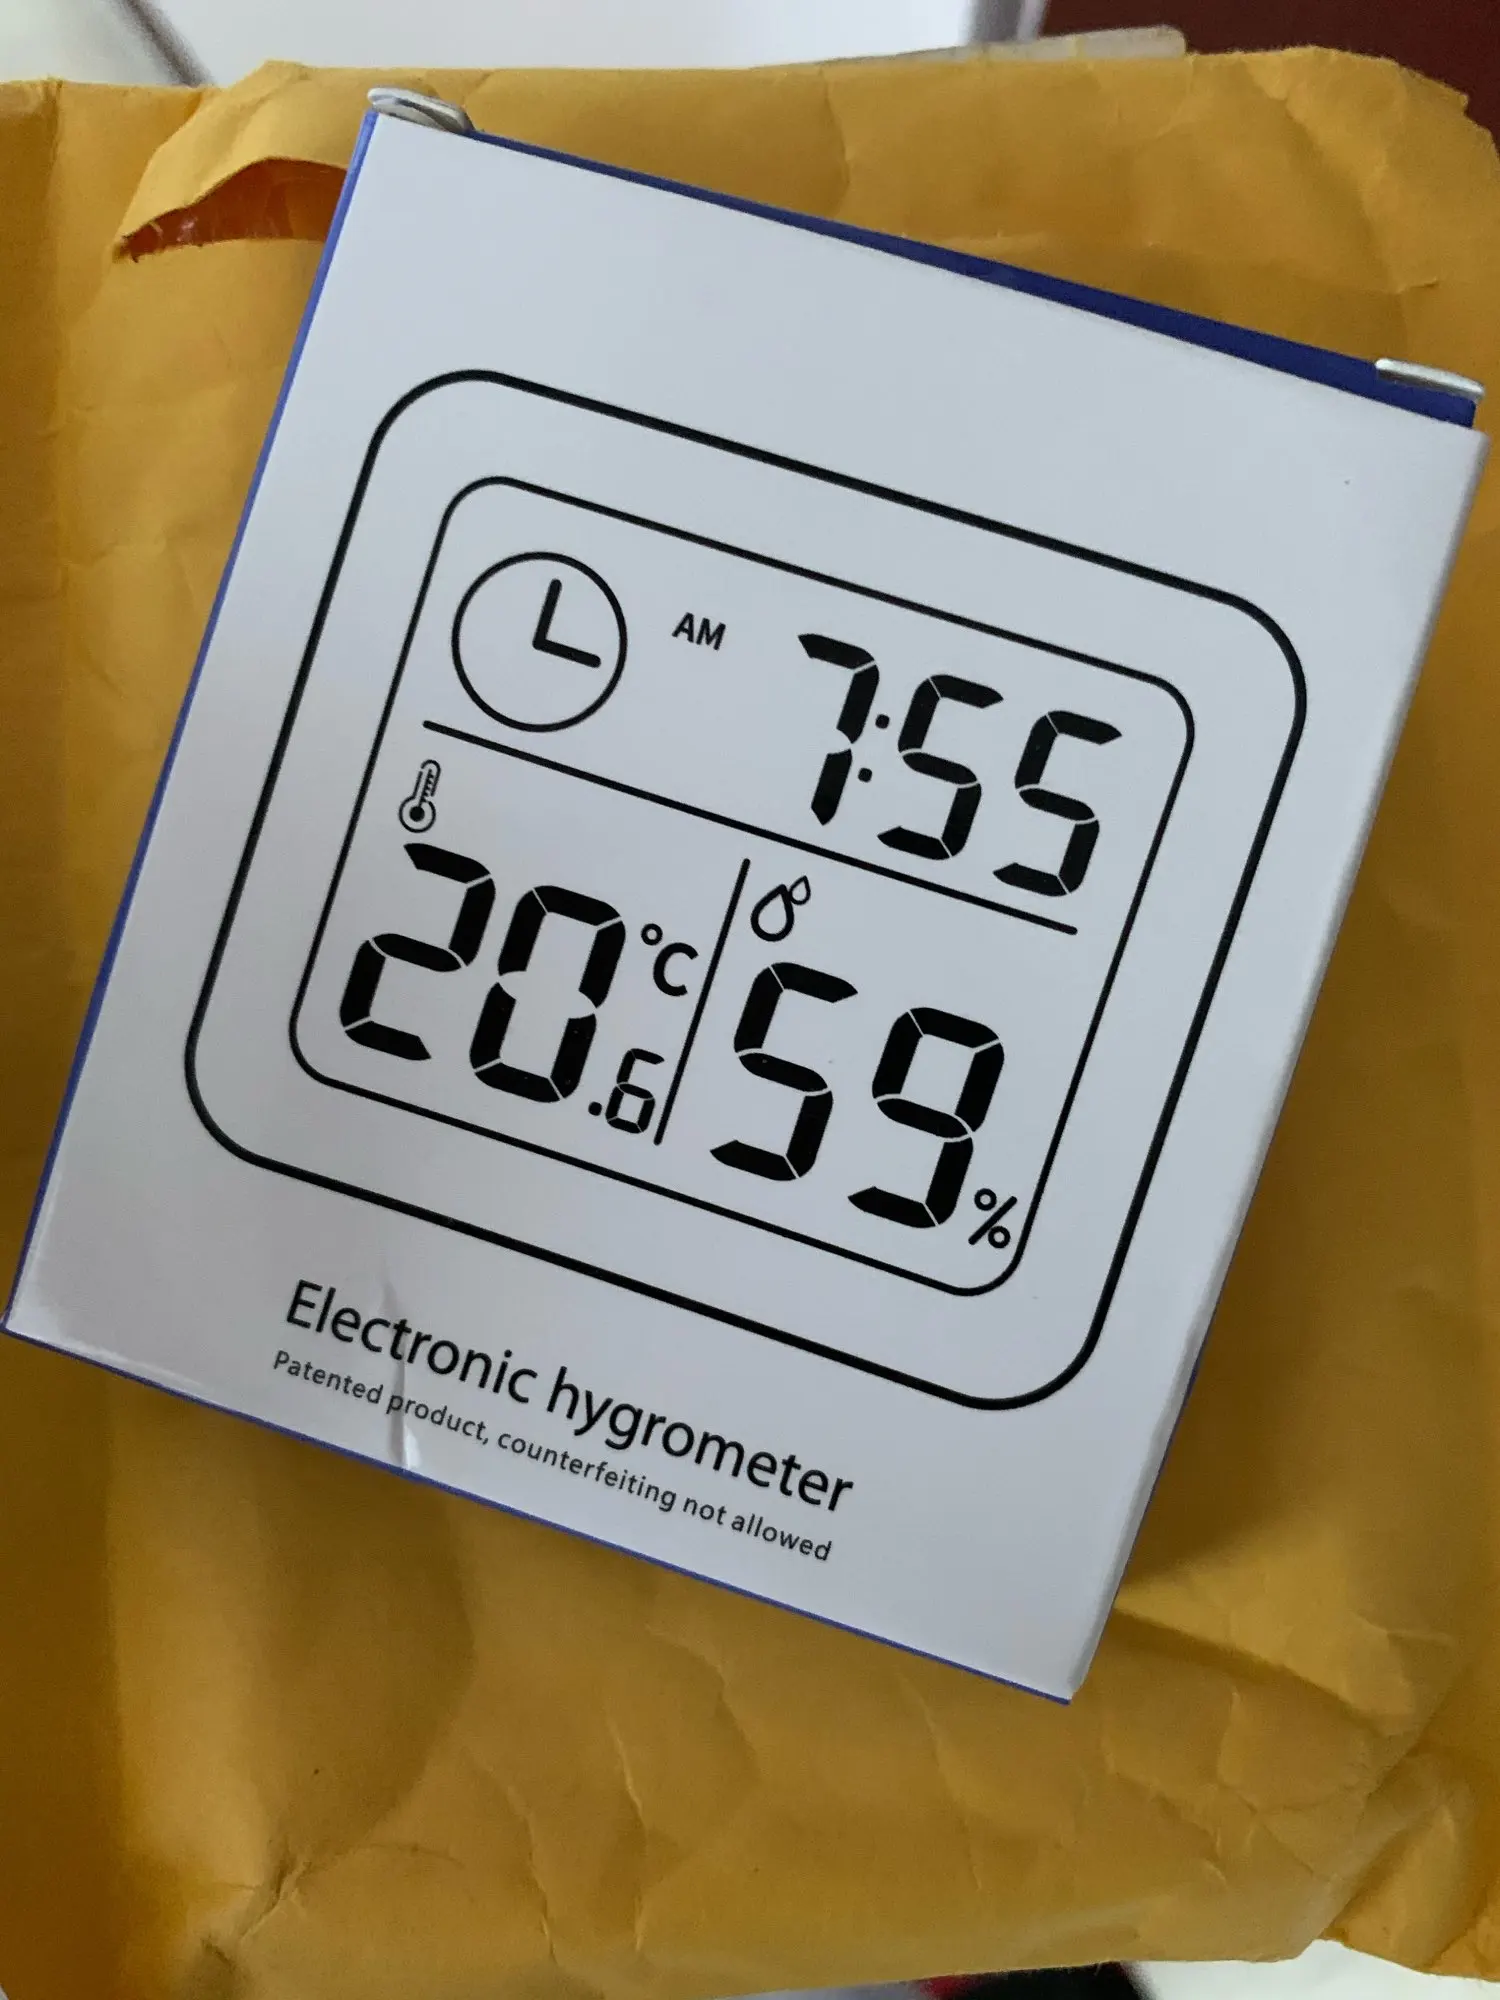 AM 7:55
20.6 °C
59%
Electronic hygrometer
Patented product, counterfeiting not allowed